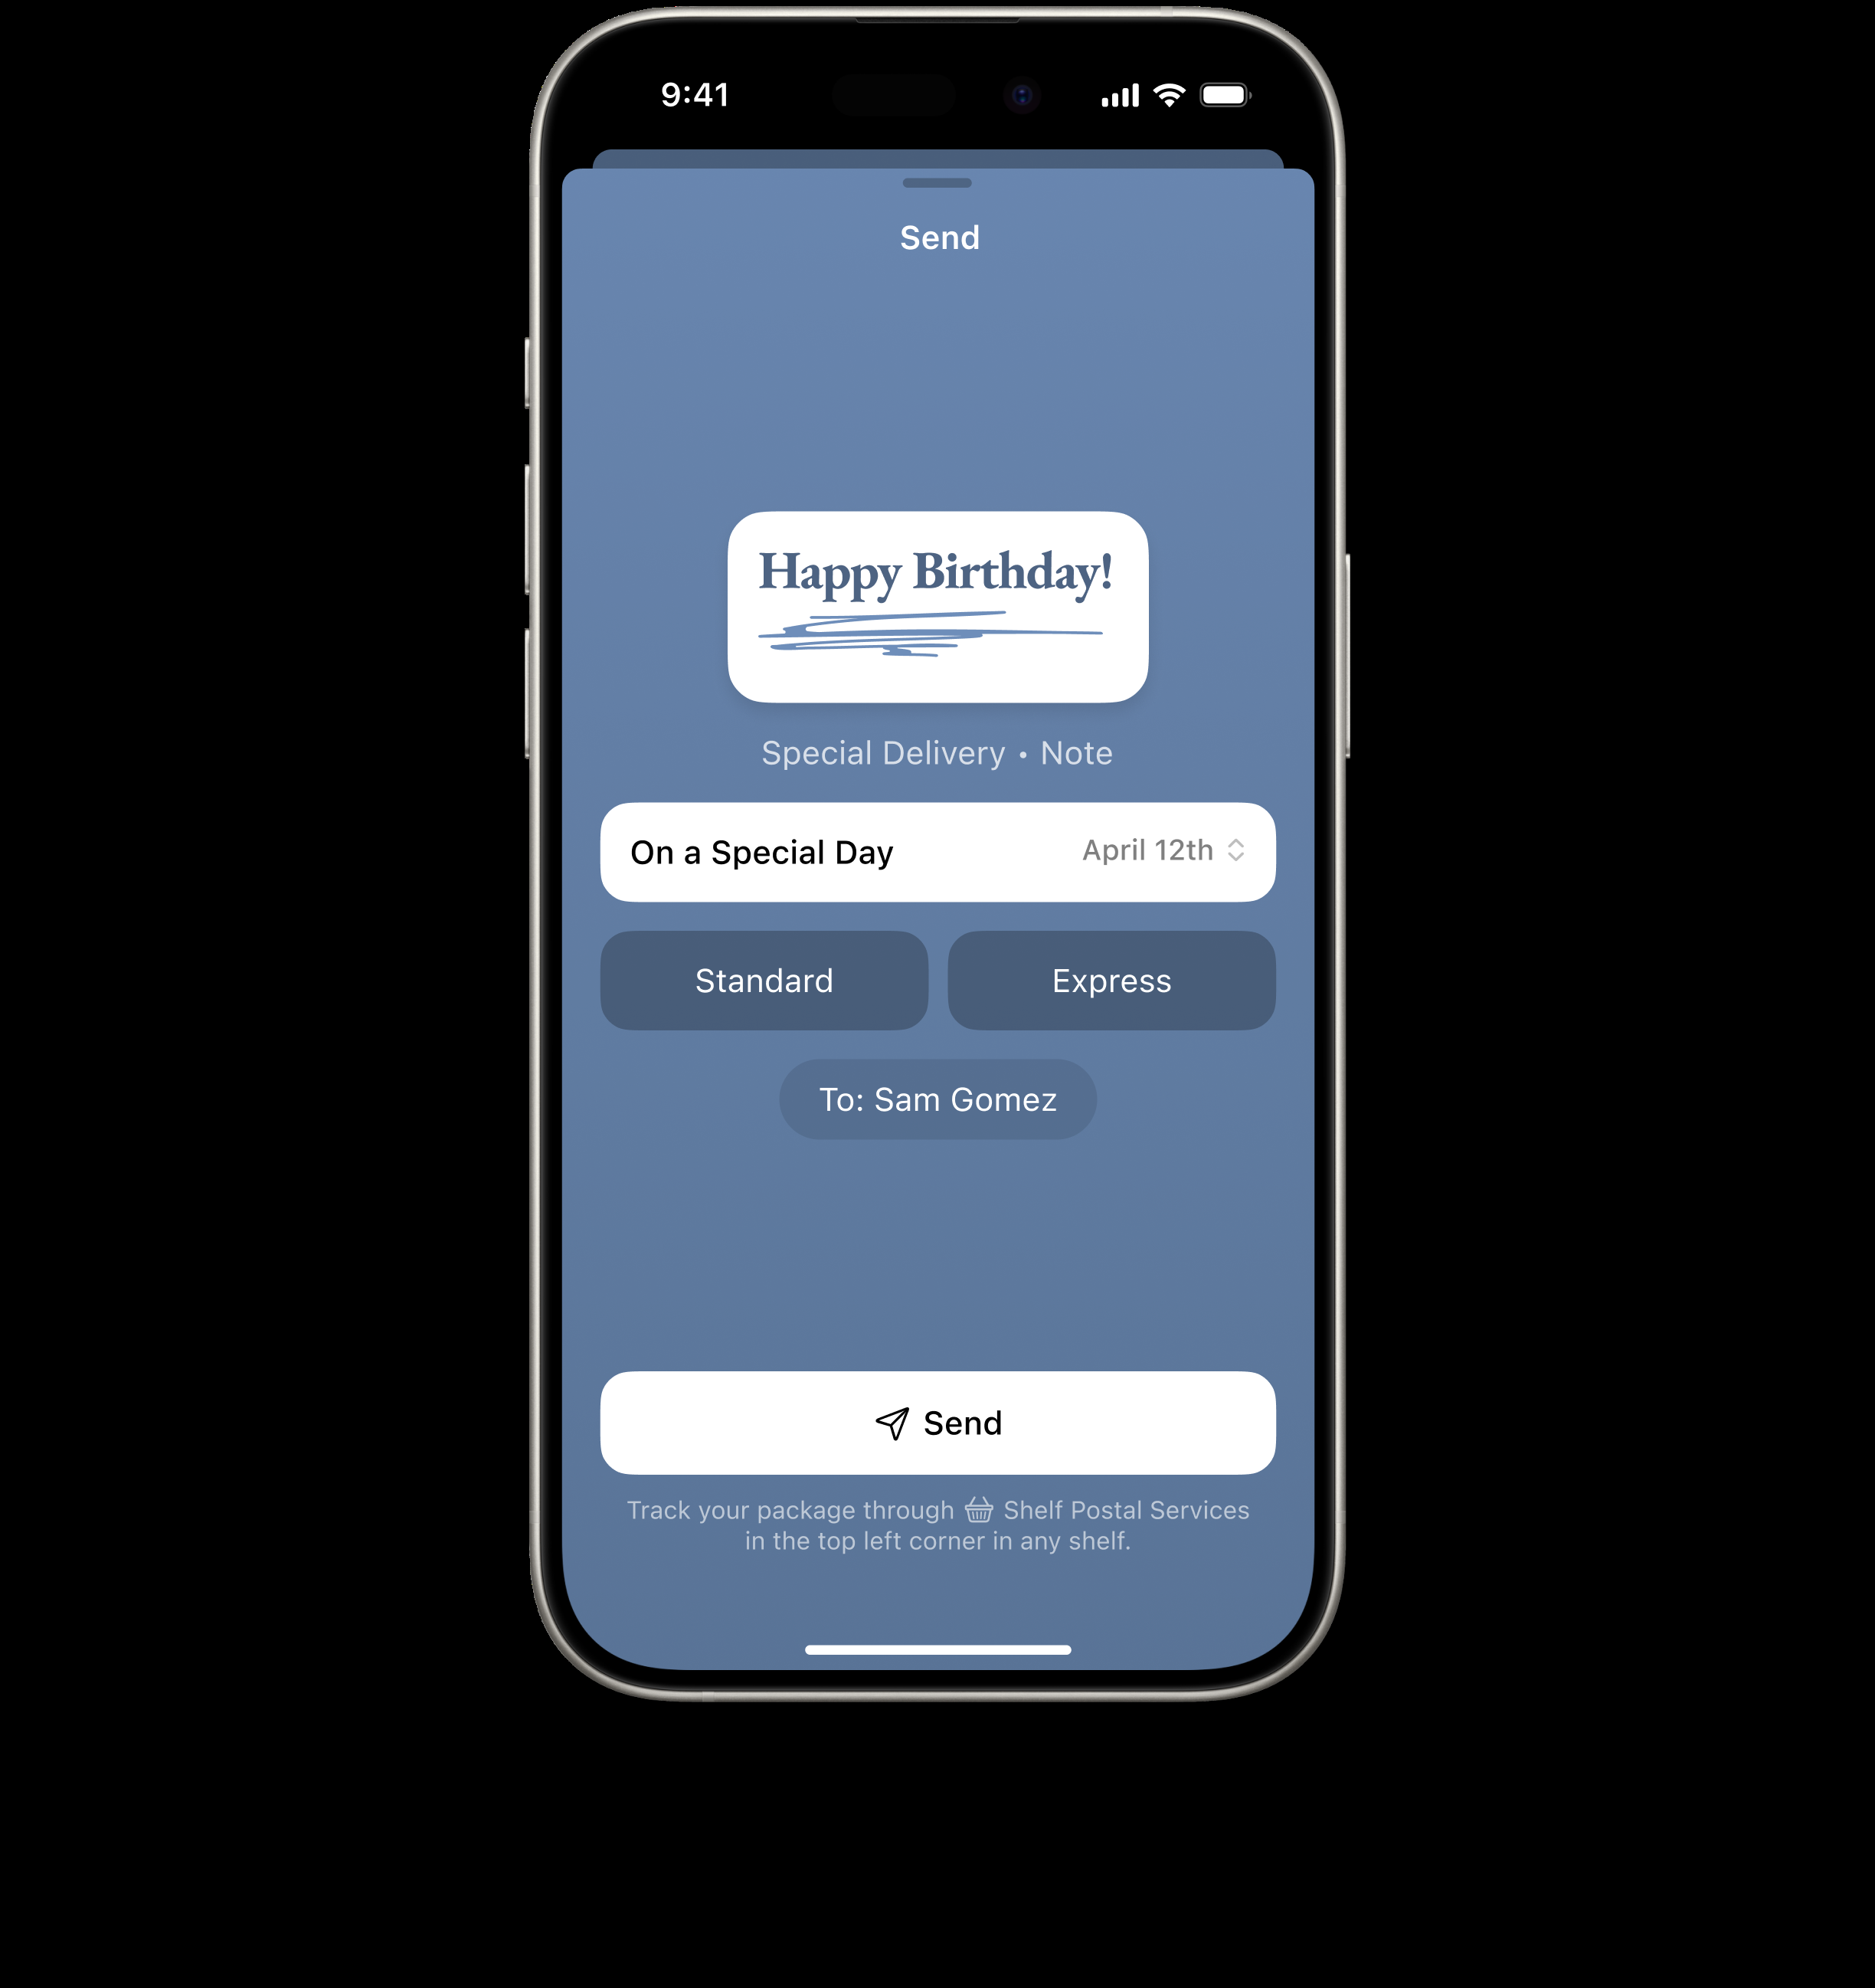 9:41
Send
Happy Birthday!
Special Delivery • Note
On a Special Day April 12th
Standard Express
To: Sam Gomez
Send
Track your package through Shelf Postal Services
in the top left corner in any shelf.